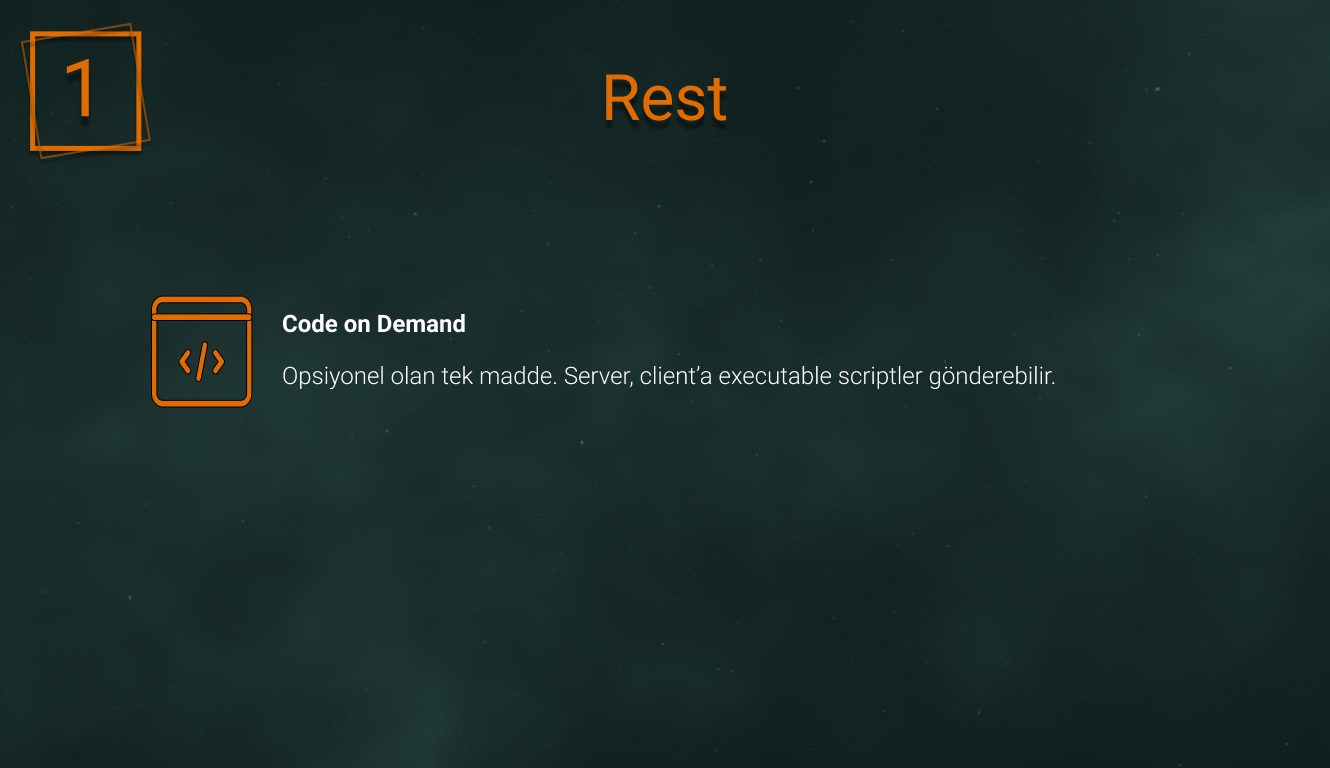 1
Rest
</>
Code on Demand
Opsiyonel olan tek madde. Server, client’a executable scriptler gönderebilir.